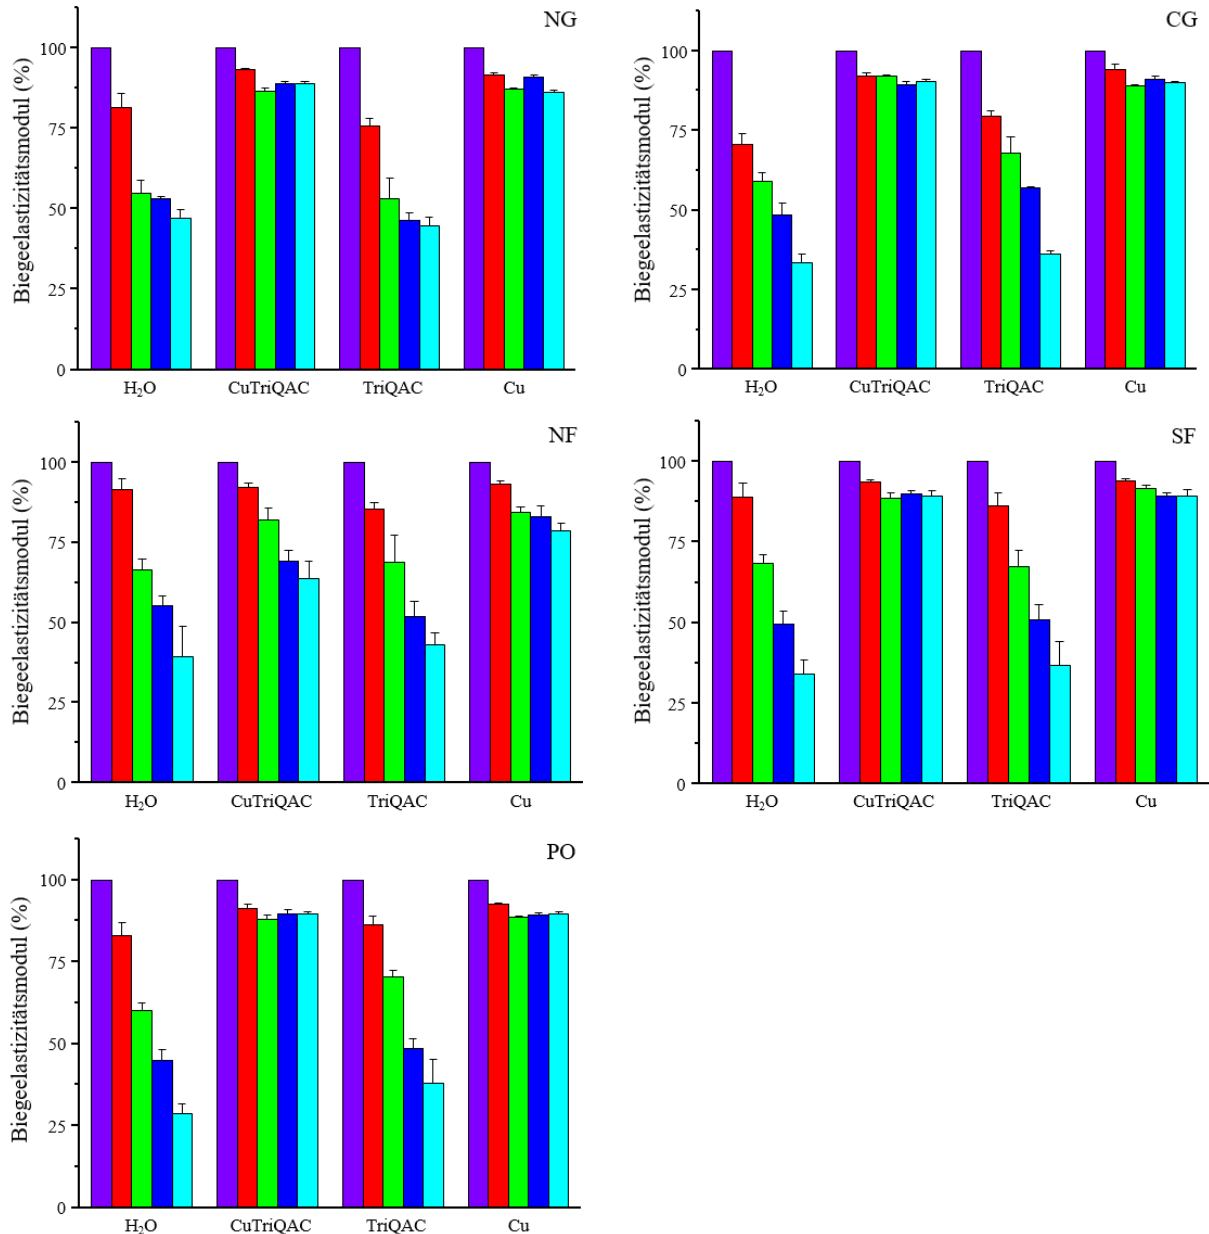 NG
Biegeelastizitätsmodul (%)
100
75
50
25
0
H₂O CuTriQAC TriQAC Cu
CG
Biegeelastizitätsmodul (%)
100
75
50
25
0
H₂O CuTriQAC TriQAC Cu
NF
Biegeelastizitätsmodul (%)
100
75
50
25
0
H₂O CuTriQAC TriQAC Cu
SF
Biegeelastizitätsmodul (%)
100
75
50
25
0
H₂O CuTriQAC TriQAC Cu
PO
Biegeelastizitätsmodul (%)
100
75
50
25
0
H₂O CuTriQAC TriQAC Cu